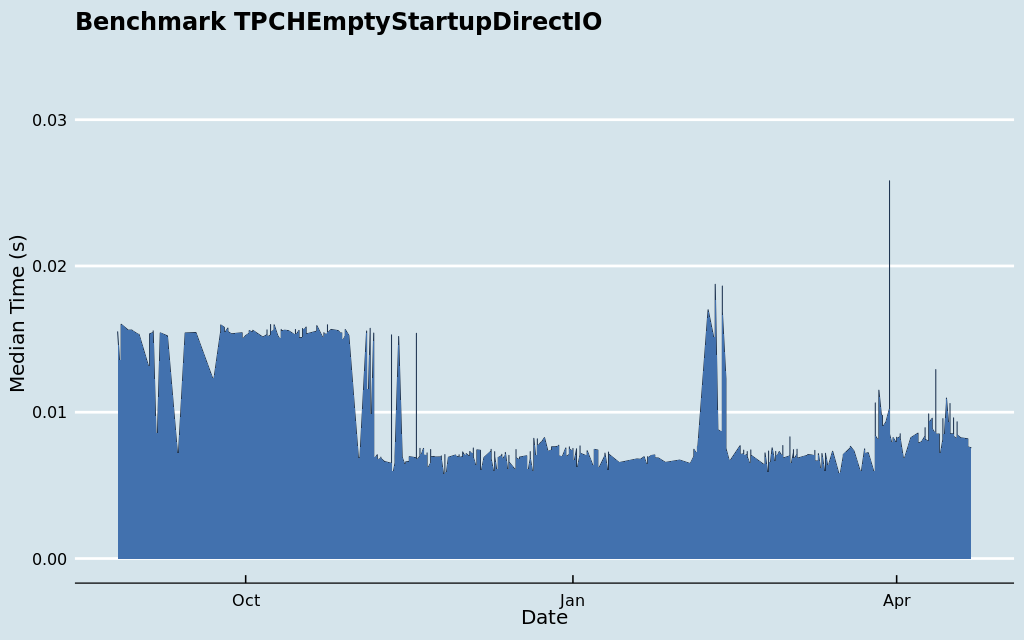 Benchmark TPCHEmptyStartupDirectIO
Median Time (s)
0.03
0.02
0.01
0.00
Oct
Jan
Apr
Date